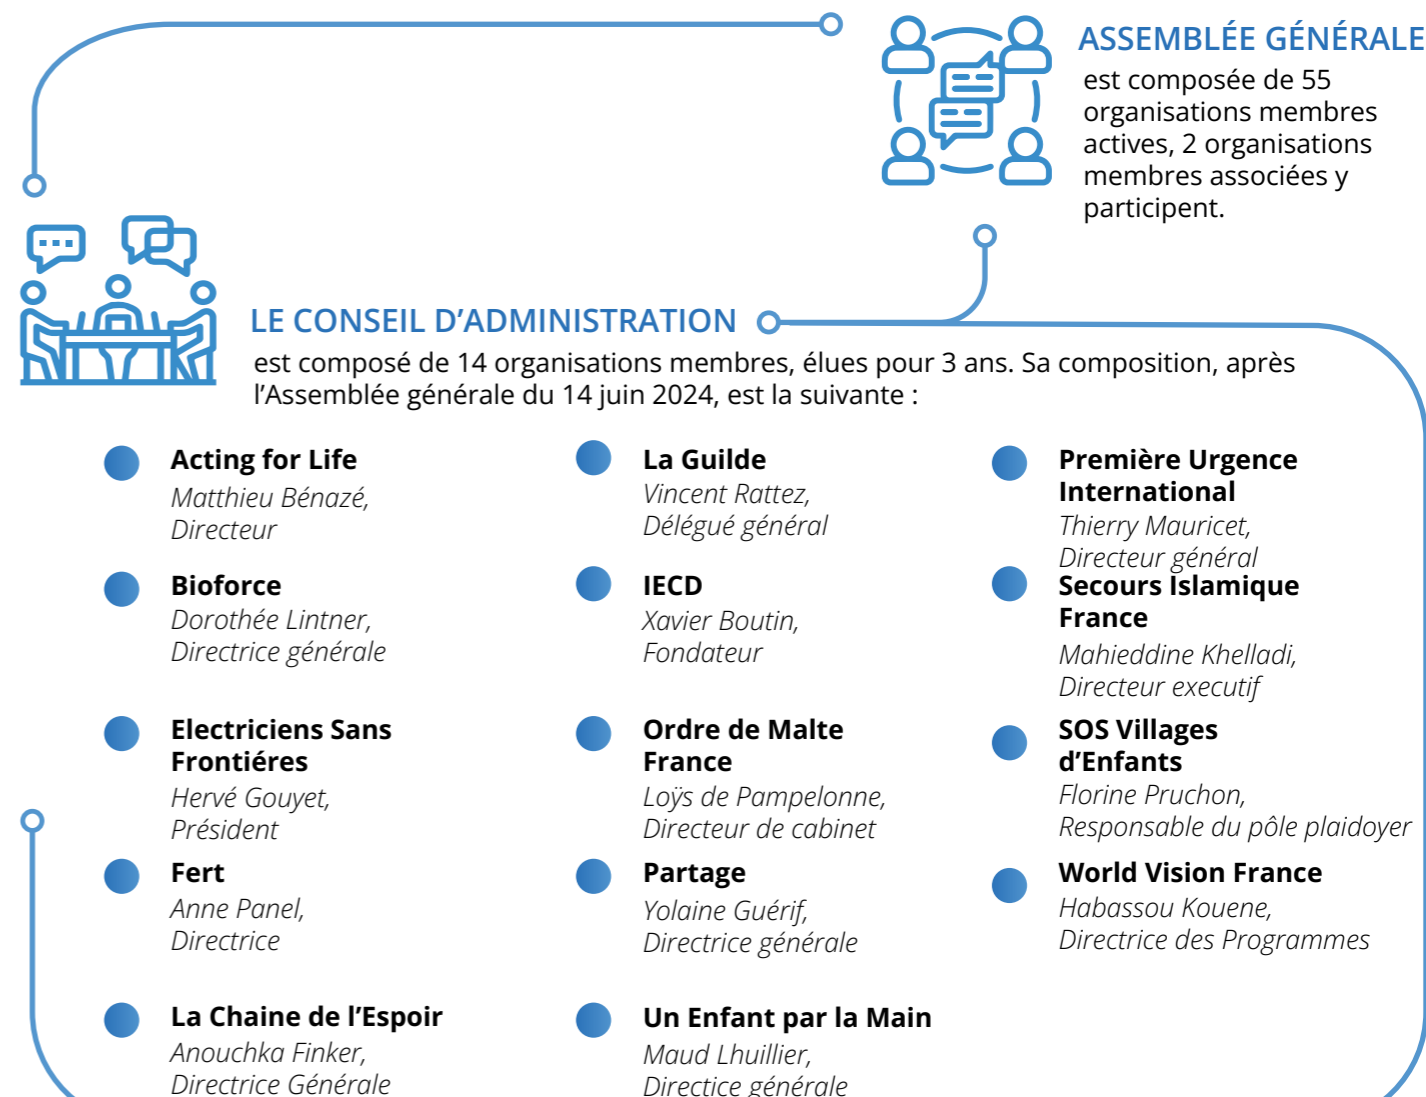 ASSEMBLÉE GÉNÉRALE
est composée de 55
organisations membres
actives, 2 organisations
membres associées y
participent.
LE CONSEIL D’ADMINISTRATION
est composé de 14 organisations membres, élues pour 3 ans. Sa composition, après
l’Assemblée générale du 14 juin 2024, est la suivante :
Acting for Life
Matthieu Bénazé,
Directeur
Bioforce
Dorothée Lintner,
Directrice générale
Electriciens Sans
Frontiéres
Hervé Gouyet,
Président
Fert
Anne Panel,
Directrice
La Chaine de l’Espoir
Anouchka Finker,
Directrice Générale
La Guilde
Vincent Rattez,
Délégué général
IECD
Xavier Boutin,
Fondateur
Ordre de Malte
France
Loÿs de Pampelonne,
Directeur de cabinet
Partage
Yolaine Guérif,
Directrice générale
Un Enfant par la Main
Maud Lhuillier,
Directice générale
Première Urgence
International
Thierry Mauricet,
Directeur général
Secours Islamique
France
Mahieddine Khelladi,
Directeur executif
SOS Villages
d’Enfants
Florine Pruchon,
Responsable du pôle plaidoyer
World Vision France
Habassou Kouene,
Directrice des Programmes